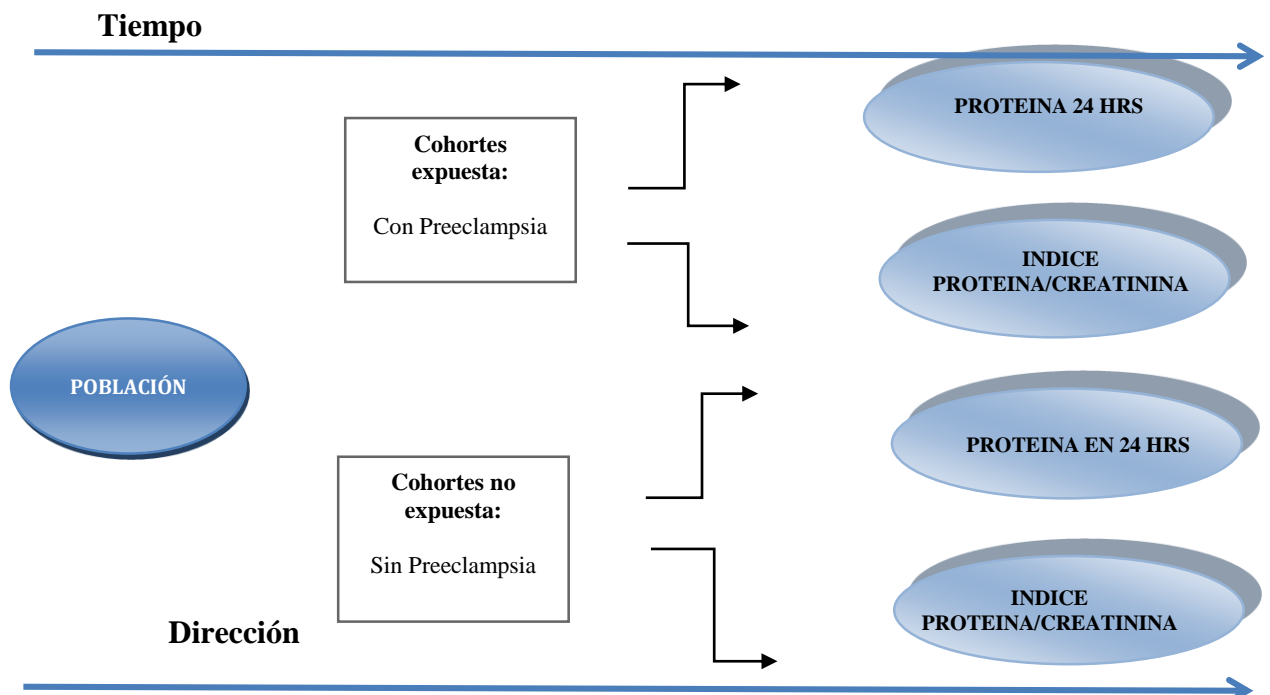 Tiempo
PROTEINA 24 HRS
Cohortes
expuesta:
Con Preeclampsia
INDICE
PROTEINA/CREATININA
POBLACIÓN
PROTEINA EN 24 HRS
Cohortes no
expuesta:
Sin Preeclampsia
INDICE
PROTEINA/CREATININA
Dirección